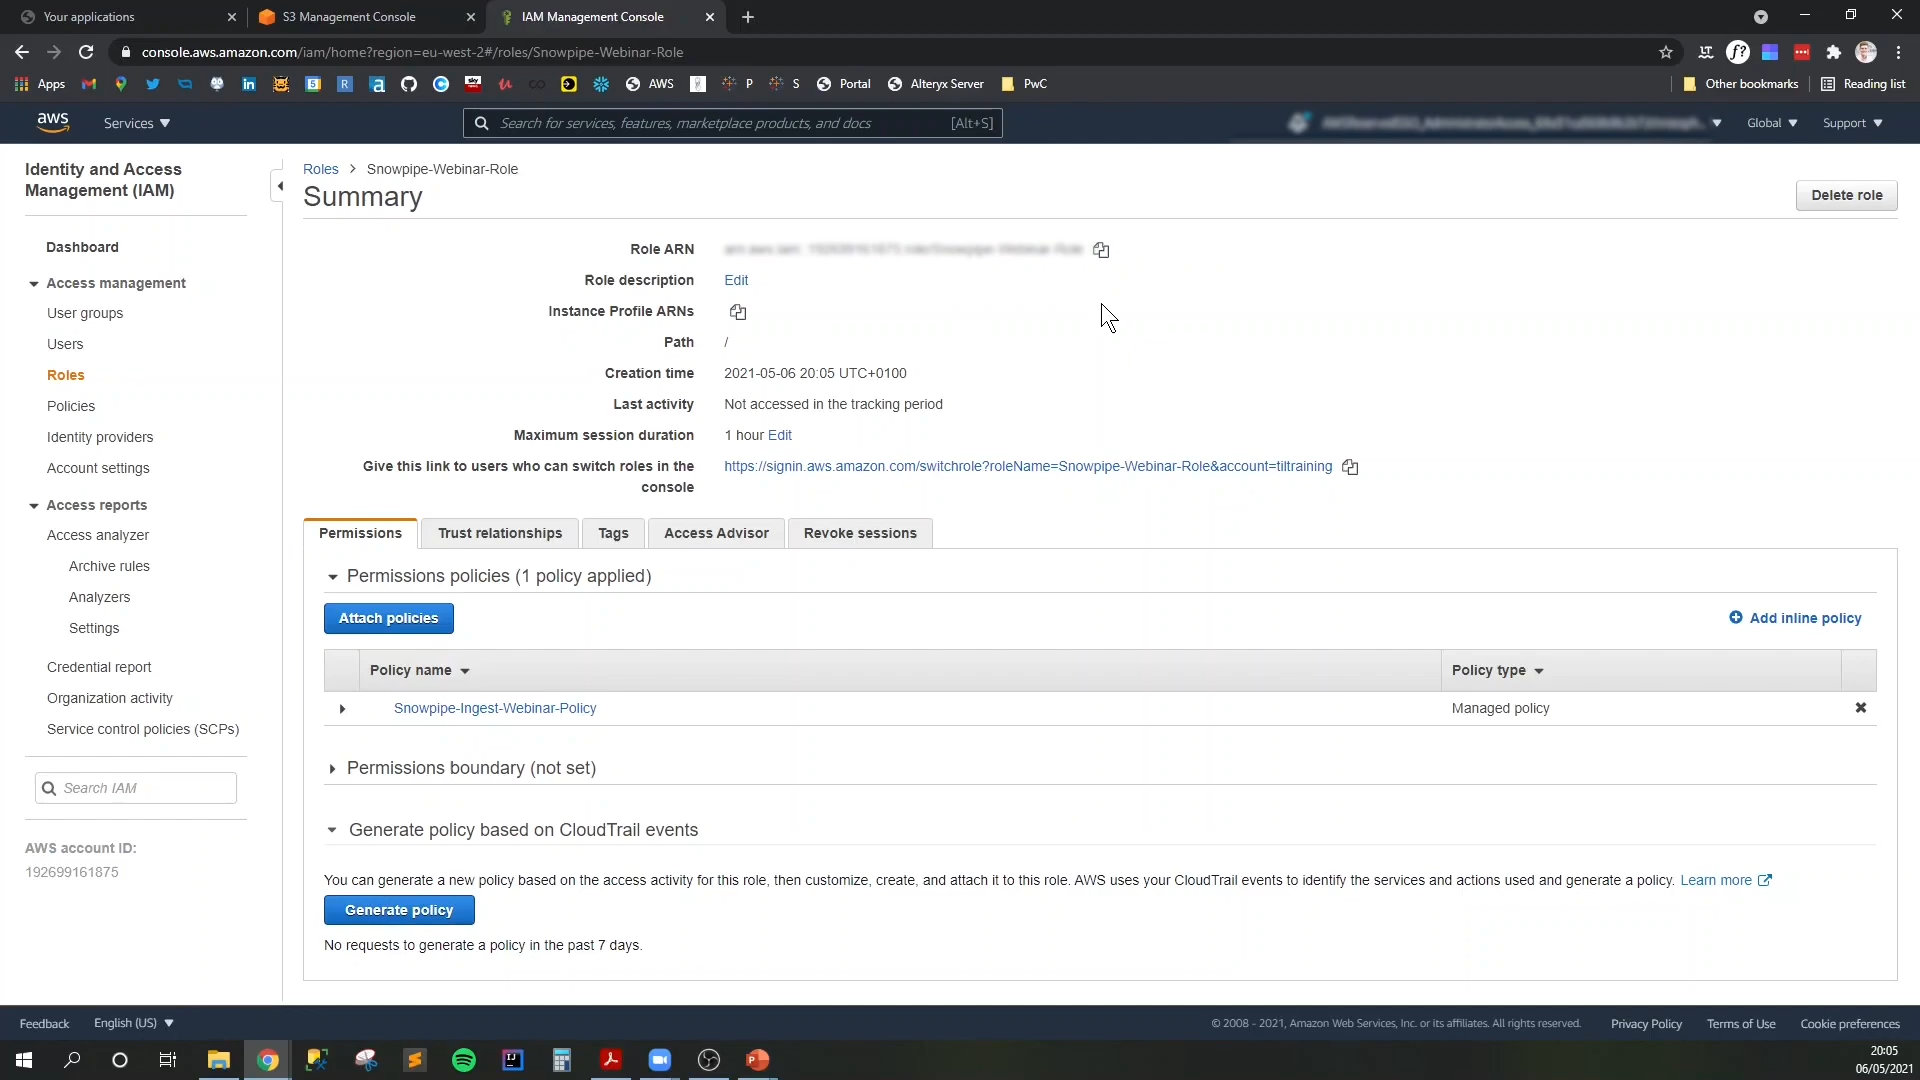 Your applications
S3 Management Console
IAM Management Console
console.aws.amazon.com/iam/home?region=eu-west-2#/roles/Snowpipe-Webinar-Role
Apps
AWS
P
S
Portal
Alteryx Server
PwC
Other bookmarks
Reading list
aws
Services
Search for services, features, marketplace products, and docs [Alt+S]
Global
Support
Identity and Access
Management (IAM)
Dashboard
Access management
User groups
Users
Roles
Policies
Identity providers
Account settings
Access reports
Access analyzer
Archive rules
Analyzers
Settings
Credential report
Organization activity
Service control policies (SCPs)
Search IAM
AWS account ID:
192699161875
Roles > Snowpipe-Webinar-Role
Summary
Delete role
Role ARN
Role description Edit
Instance Profile ARNs
Path /
Creation time 2021-05-06 20:05 UTC+0100
Last activity Not accessed in the tracking period
Maximum session duration 1 hour Edit
Give this link to users who can switch roles in the
console
https://signin.aws.amazon.com/switchrole?roleName=Snowpipe-Webinar-Role&account=tiltraining
Permissions
Trust relationships
Tags
Access Advisor
Revoke sessions
Permissions policies (1 policy applied)
Attach policies
Add inline policy
Policy name
Policy type
Snowpipe-Ingest-Webinar-Policy
Managed policy
Permissions boundary (not set)
Generate policy based on CloudTrail events
You can generate a new policy based on the access activity for this role, then customize, create, and attach it to this role. AWS uses your CloudTrail events to identify the services and actions used and generate a policy. Learn more
Generate policy
No requests to generate a policy in the past 7 days.
Feedback
English (US)
© 2008 - 2021, Amazon Web Services, Inc. or its affiliates. All rights reserved.
Privacy Policy
Terms of Use
Cookie preferences
20:05
06/05/2021